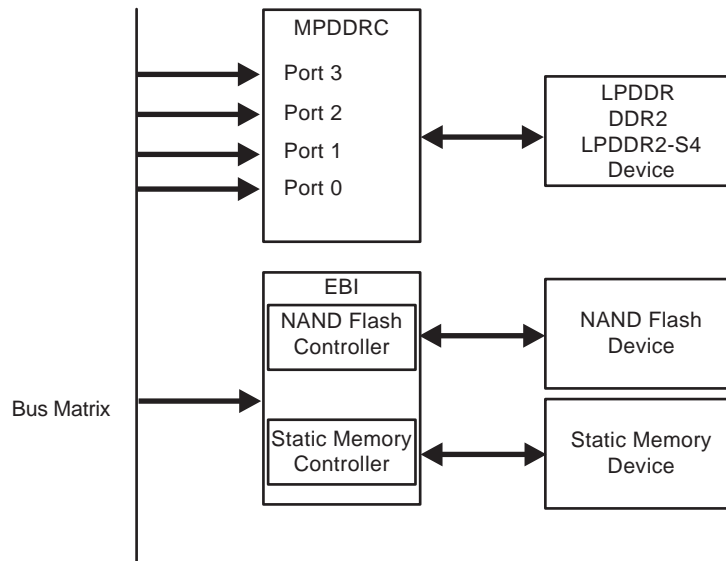 MPDDRC
Port 3
Port 2
Port 1
Port 0
LPDDR
DDR2
LPDDR2-S4
Device
EBI
NAND Flash
Controller
NAND Flash
Device
Bus Matrix
Static Memory
Controller
Static Memory
Device